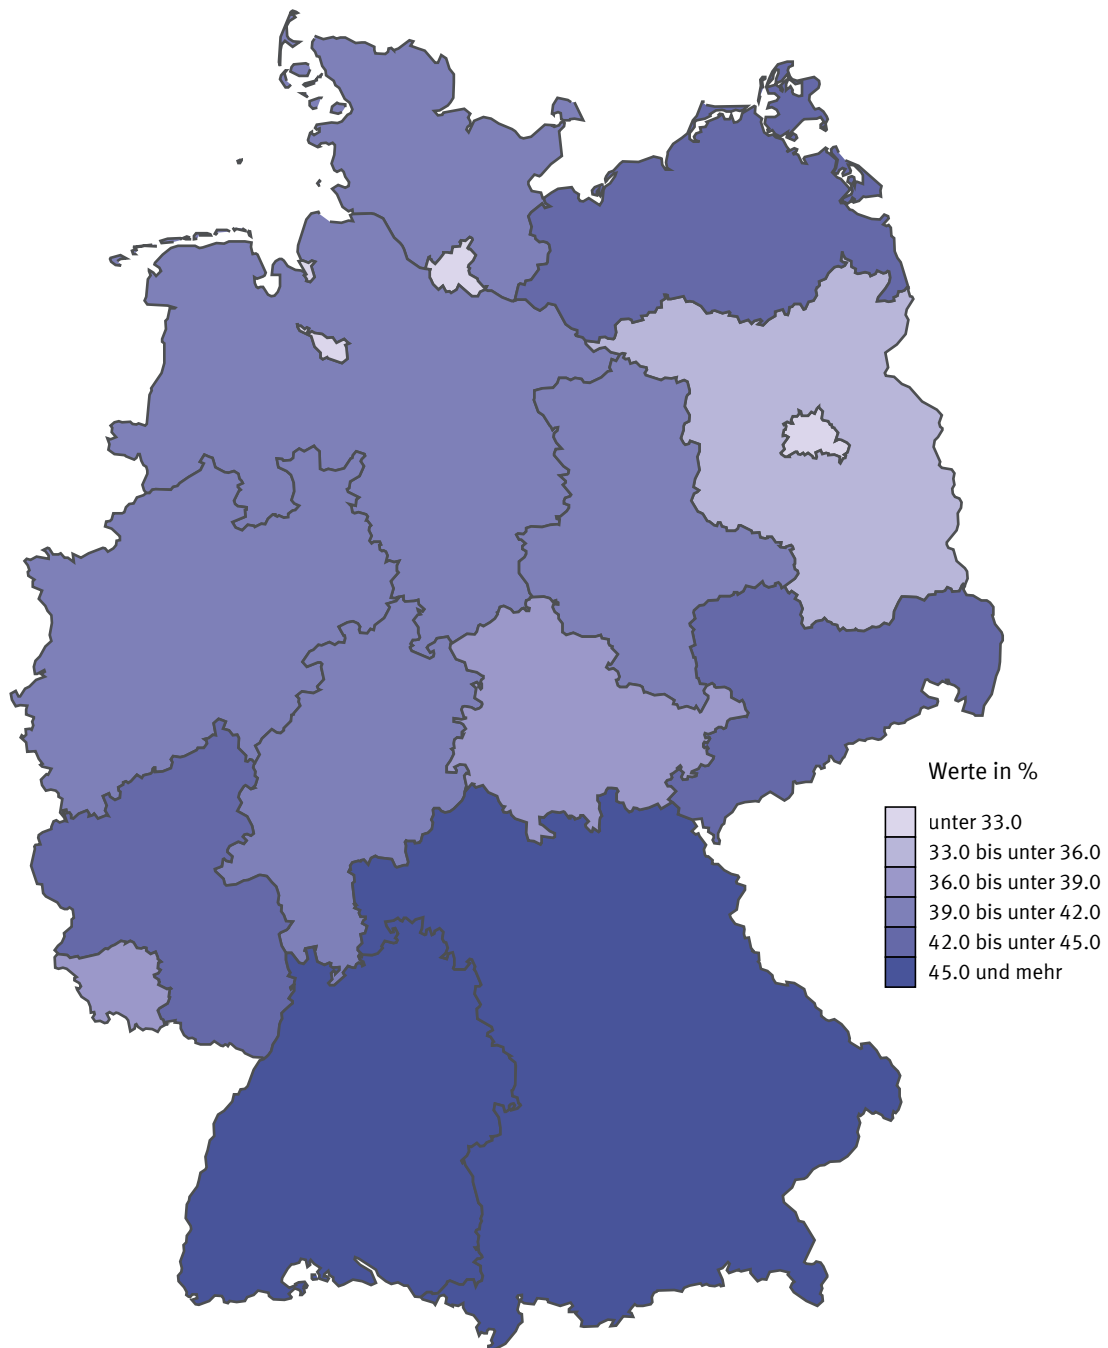 Werte in %
unter 33.0
33.0 bis unter 36.0
36.0 bis unter 39.0
39.0 bis unter 42.0
42.0 bis unter 45.0
45.0 und mehr